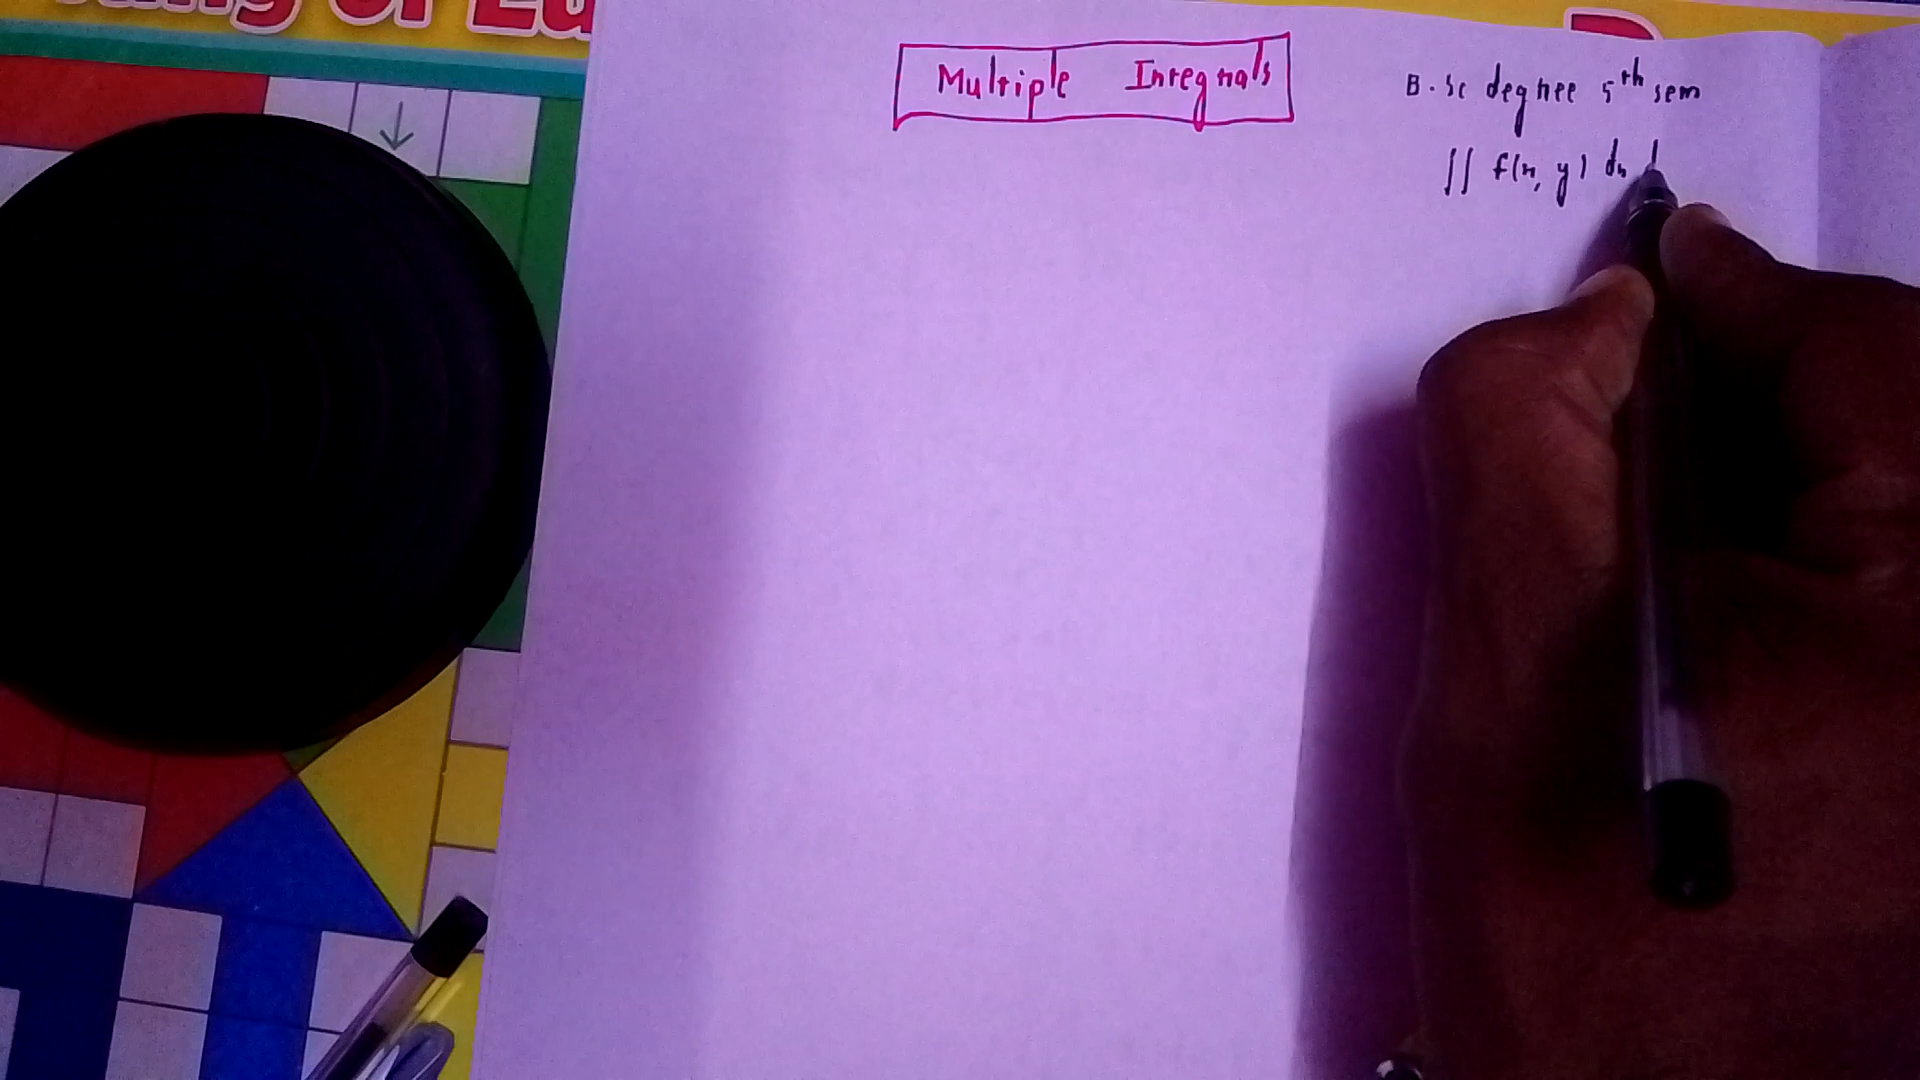 Multiple Integrals
B.Sc degree 5th sem
∫∫ f(x, y) dx